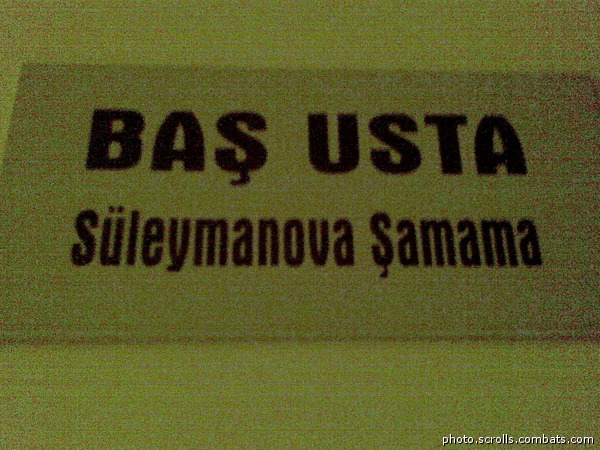 BAŞ USTA
Süleymanova Şamama
photo.scrolls.combats.com